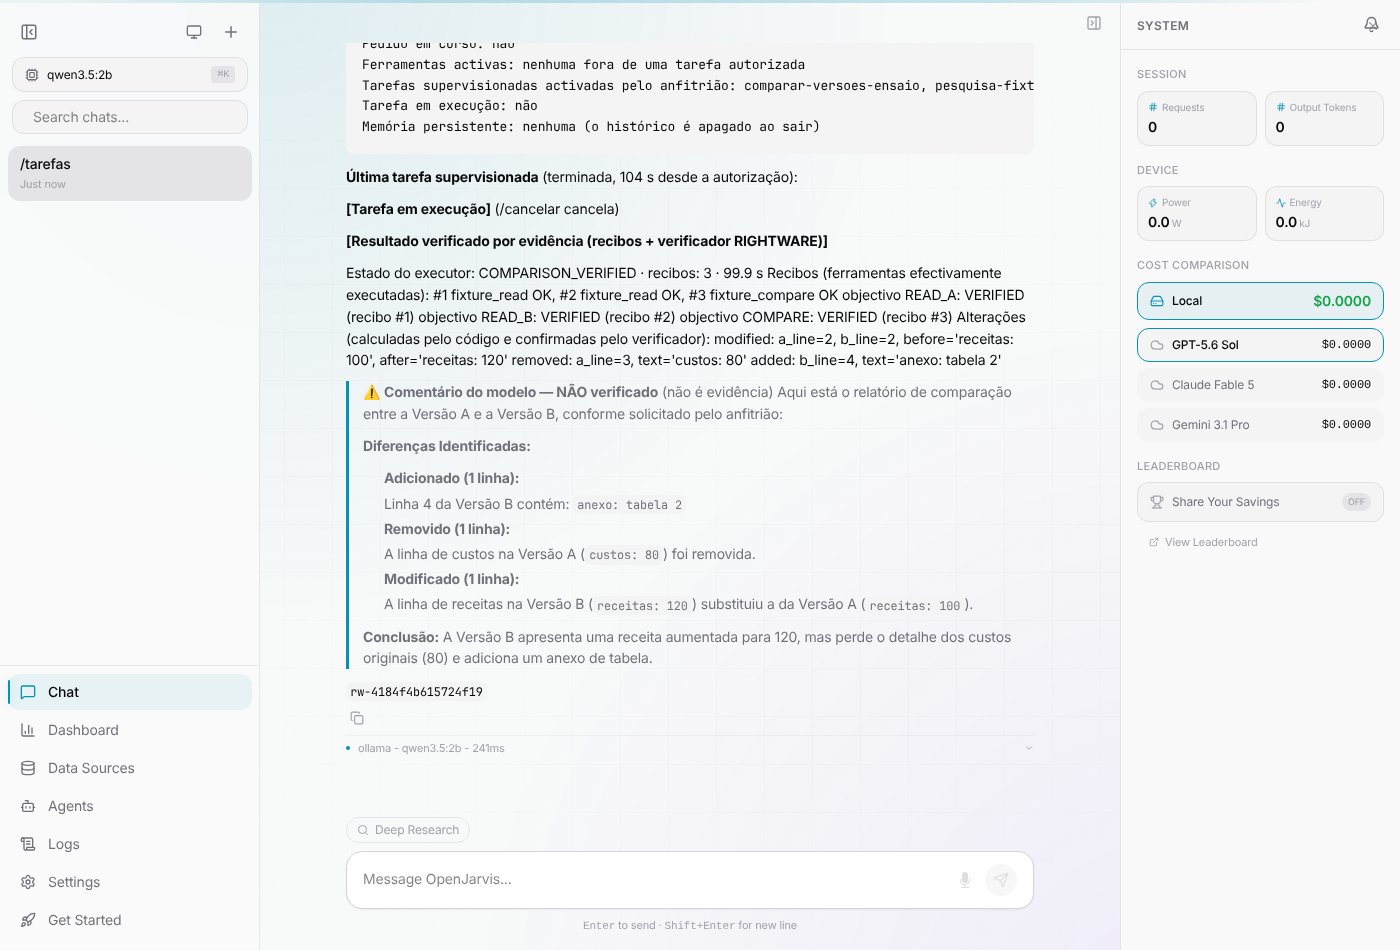 qwen3.5:2b
⌘K
Search chats...
/tarefas
Just now
Chat
Dashboard
Data Sources
Agents
Logs
Settings
Get Started
Pedido em curso: não
Ferramentas activas: nenhuma fora de uma tarefa autorizada
Tarefas supervisionadas activadas pelo anfitrião: comparar-versoes-ensaio, pesquisa-fixt
Tarefa em execução: não
Memória persistente: nenhuma (o histórico é apagado ao sair)
Última tarefa supervisionada (terminada, 104 s desde a autorização):
[Tarefa em execução] (/cancelar cancela)
[Resultado verificado por evidência (recibos + verificador RIGHTWARE)]
Estado do executor: COMPARISON_VERIFIED · recibos: 3 · 99.9 s Recibos (ferramentas efectivamente
executadas): #1 fixture_read OK, #2 fixture_read OK, #3 fixture_compare OK objectivo READ_A: VERIFIED
(recibo #1) objectivo READ_B: VERIFIED (recibo #2) objectivo COMPARE: VERIFIED (recibo #3) Alterações
(calculadas pelo código e confirmadas pelo verificador): modified: a_line=2, b_line=2, before='receitas:
100', after='receitas: 120' removed: a_line=3, text='custos: 80' added: b_line=4, text='anexo: tabela 2'
⚠️ Comentário do modelo — NÃO verificado (não é evidência) Aqui está o relatório de comparação
entre a Versão A e a Versão B, conforme solicitado pelo anfitrião:
Diferenças Identificadas:
Adicionado (1 linha):
Linha 4 da Versão B contém: anexo: tabela 2
Removido (1 linha):
A linha de custos na Versão A ( custos: 80 ) foi removida.
Modificado (1 linha):
A linha de receitas na Versão B ( receitas: 120 ) substituiu a da Versão A ( receitas: 100 ).
Conclusão: A Versão B apresenta uma receita aumentada para 120, mas perde o detalhe dos custos
originais (80) e adiciona um anexo de tabela.
rw-4184f4b615724f19
ollama - qwen3.5:2b - 241ms
Deep Research
Message OpenJarvis...
Enter to send · Shift+Enter for new line
SYSTEM
SESSION
# Requests
0
# Output Tokens
0
DEVICE
Power
0.0 W
Energy
0.0 kJ
COST COMPARISON
Local $0.0000
GPT-5.6 Sol $0.0000
Claude Fable 5 $0.0000
Gemini 3.1 Pro $0.0000
LEADERBOARD
Share Your Savings OFF
View Leaderboard